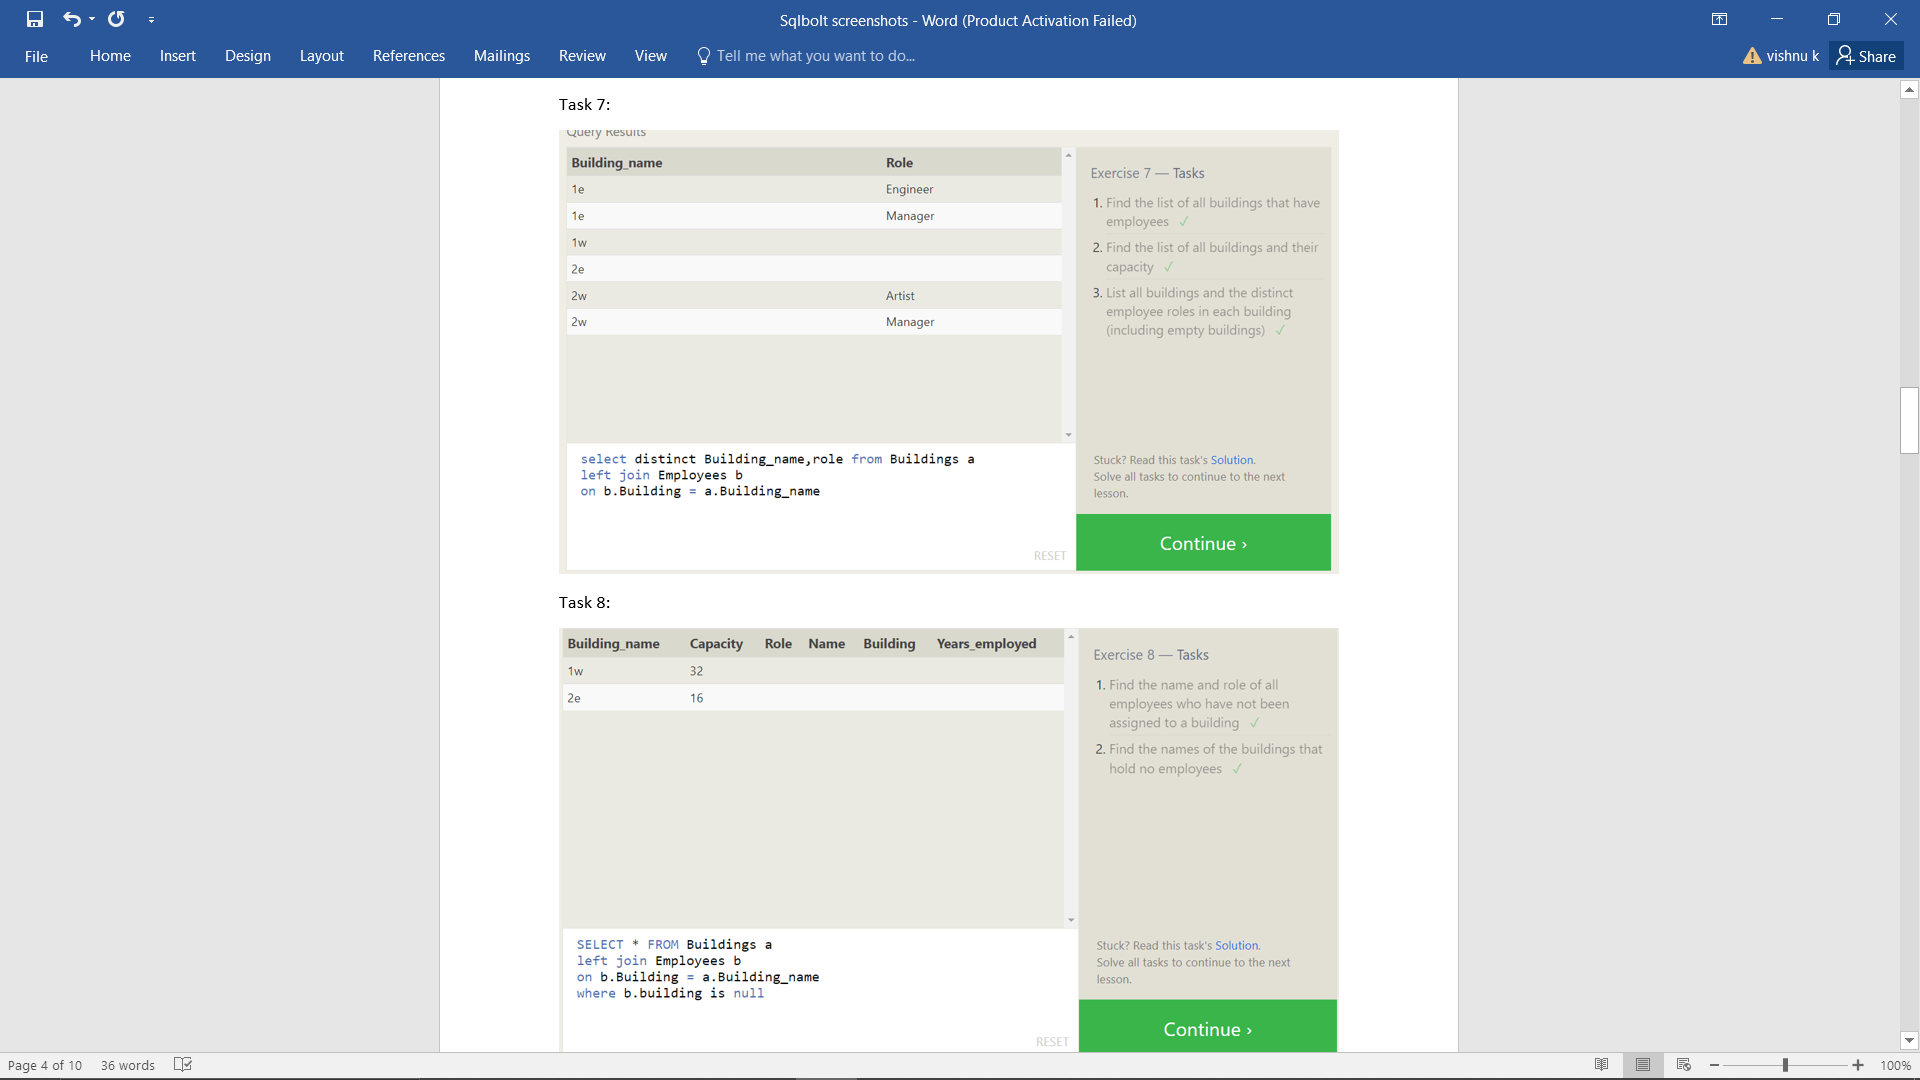 Sqlbolt screenshots - Word (Product Activation Failed)
File Home Insert Design Layout References Mailings Review View Tell me what you want to do...
vishnu k Share
Task 7:
Query Results
Building_name Role
1e Engineer
1e Manager
1w
2e
2w Artist
2w Manager
select distinct Building_name,role from Buildings a
left join Employees b
on b.Building = a.Building_name
RESET
Exercise 7 — Tasks
1. Find the list of all buildings that have
employees ✓
2. Find the list of all buildings and their
capacity ✓
3. List all buildings and the distinct
employee roles in each building
(including empty buildings) ✓
Stuck? Read this task's Solution.
Solve all tasks to continue to the next
lesson.
Continue ›
Task 8:
Building_name Capacity Role Name Building Years_employed
1w 32
2e 16
SELECT * FROM Buildings a
left join Employees b
on b.Building = a.Building_name
where b.building is null
RESET
Exercise 8 — Tasks
1. Find the name and role of all
employees who have not been
assigned to a building ✓
2. Find the names of the buildings that
hold no employees ✓
Stuck? Read this task's Solution.
Solve all tasks to continue to the next
lesson.
Continue ›
Page 4 of 10 36 words
100%